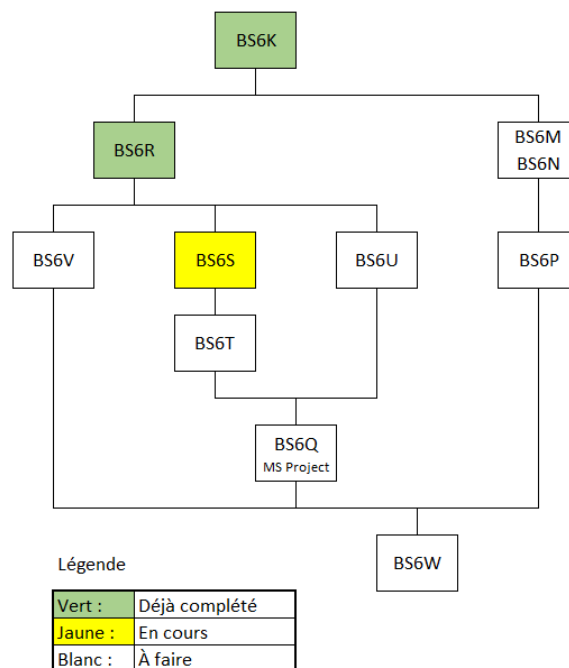 BS6K
BS6R
BS6M
BS6N
BS6V
BS6S
BS6U
BS6P
BS6T
BS6Q
MS Project
BS6W
Légende
Vert : Déjà complété
Jaune : En cours
Blanc : À faire